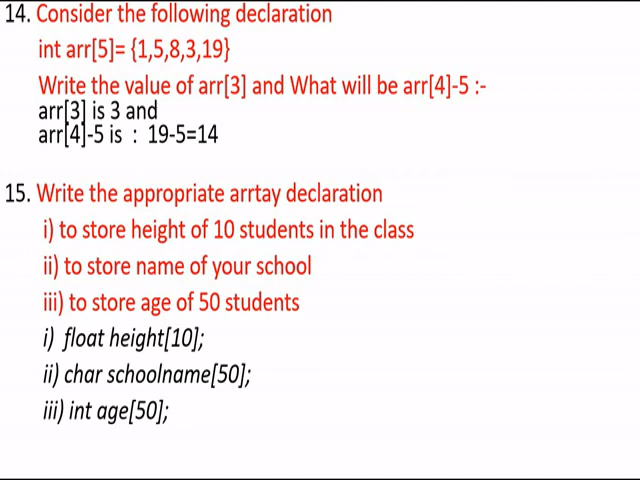 14. Consider the following declaration
int arr[5]= {1,5,8,3,19}
Write the value of arr[3] and What will be arr[4]-5 :-
arr[3] is 3 and
arr[4]-5 is : 19-5=14
15. Write the appropriate arrtay declaration
i) to store height of 10 students in the class
ii) to store name of your school
iii) to store age of 50 students
i) float height[10];
ii) char schoolname[50];
iii) int age[50];